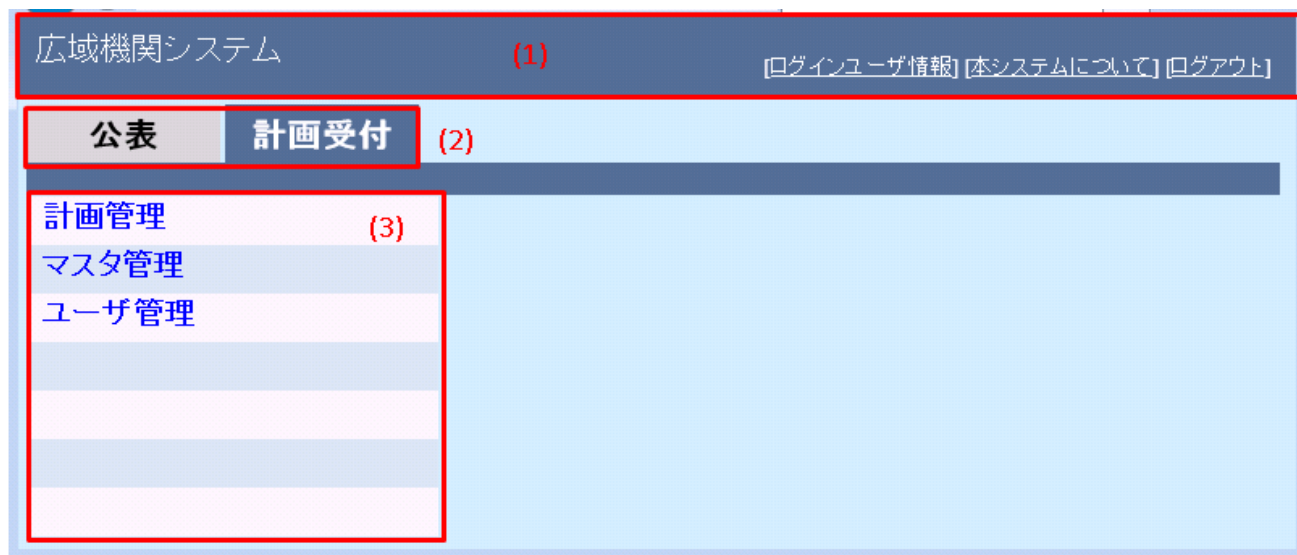 広域機関システム
(1)
[ログインユーザ情報] [本システムについて] [ログアウト]
公表 計画受付 (2)
計画管理 (3)
マスタ管理
ユーザ管理